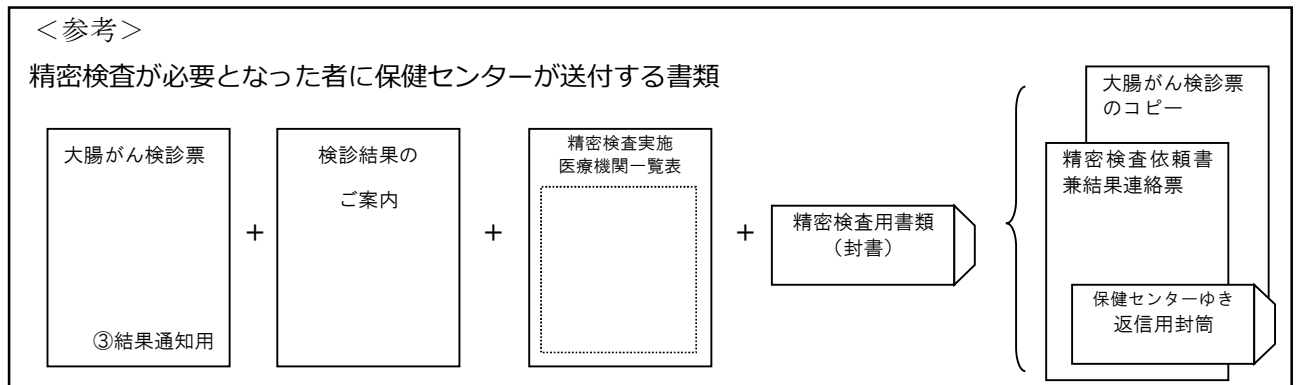 ＜参考＞
精密検査が必要となった者に保健センターが送付する書類
大腸がん検診票
③結果通知用
＋
検診結果の
ご案内
＋
精密検査実施
医療機関一覧表
＋
精密検査用書類
（封書）
大腸がん検診票
のコピー
精密検査依頼書
兼結果連絡票
保健センターゆき
返信用封筒